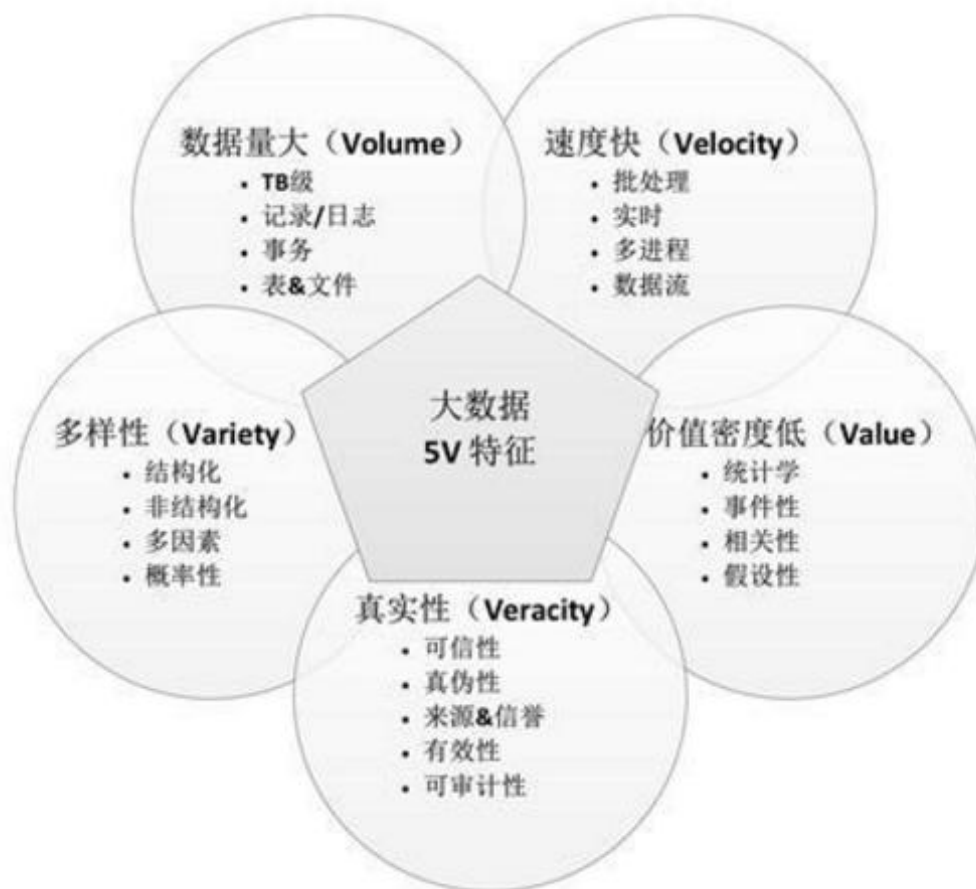 数据量大（Volume）
• TB级
• 记录/日志
• 事务
• 表&文件
速度快（Velocity）
• 批处理
• 实时
• 多进程
• 数据流
大数据
5V 特征
多样性（Variety）
• 结构化
• 非结构化
• 多因素
• 概率性
价值密度低（Value）
• 统计学
• 事件性
• 相关性
• 假设性
真实性（Veracity）
• 可信性
• 真伪性
• 来源&信誉
• 有效性
• 可审计性